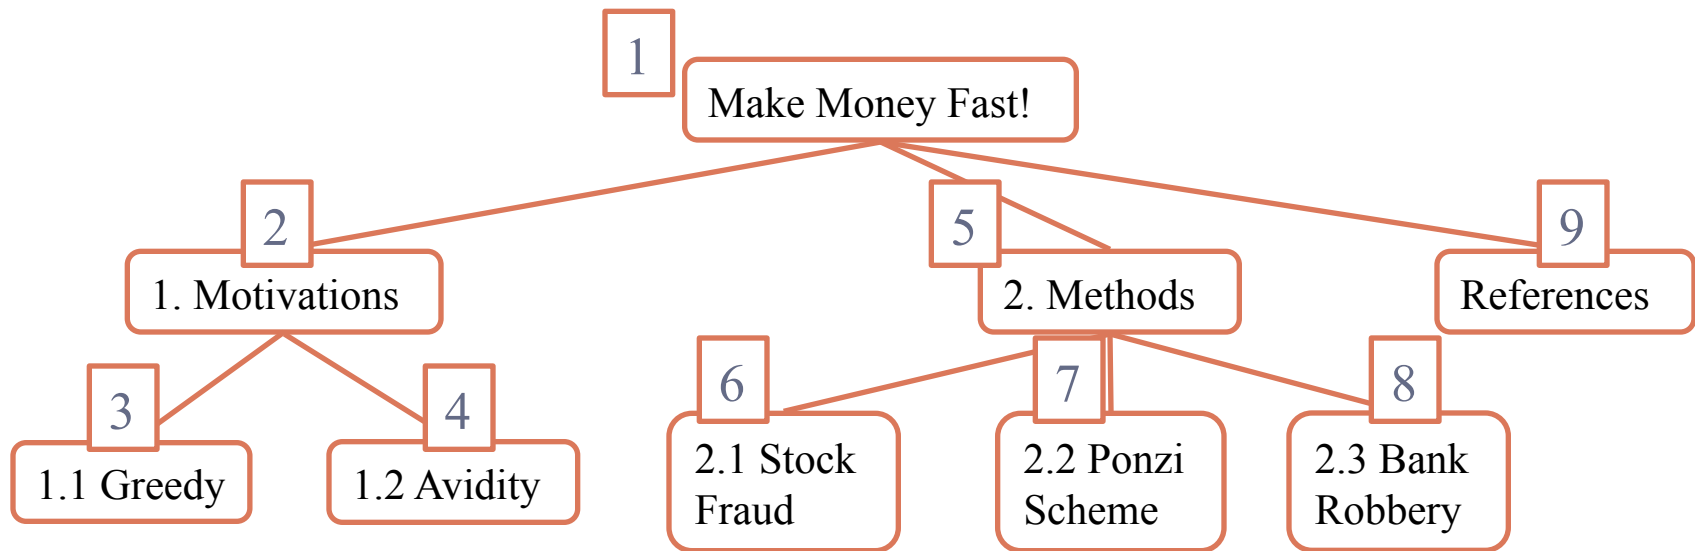 1
Make Money Fast!
2
5
9
1. Motivations
2. Methods
References
3
4
6
7
8
1.1 Greedy
1.2 Avidity
2.1 Stock
Fraud
2.2 Ponzi
Scheme
2.3 Bank
Robbery